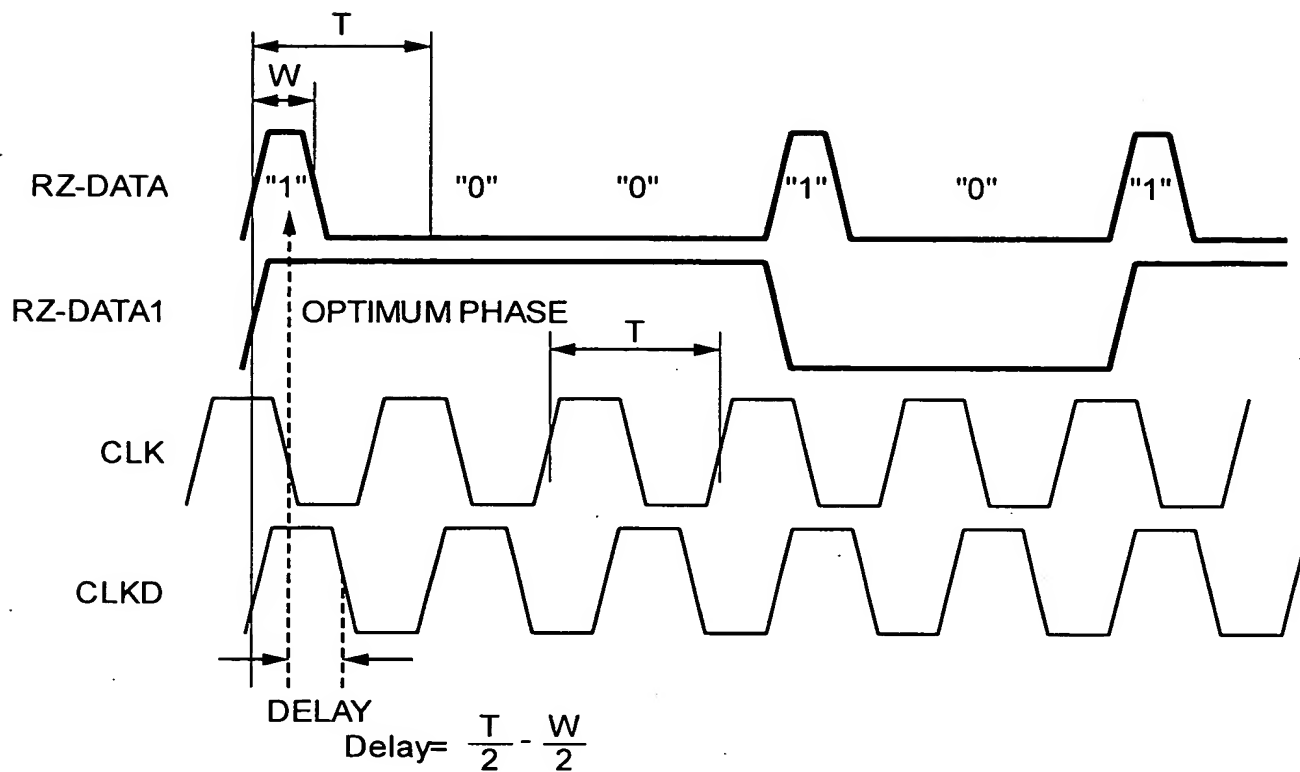 T
W
RZ-DATA "1" "0" "0" "1" "0" "1"
RZ-DATA1 OPTIMUM PHASE
T
CLK
CLKD
DELAY
Delay= T/2 - W/2